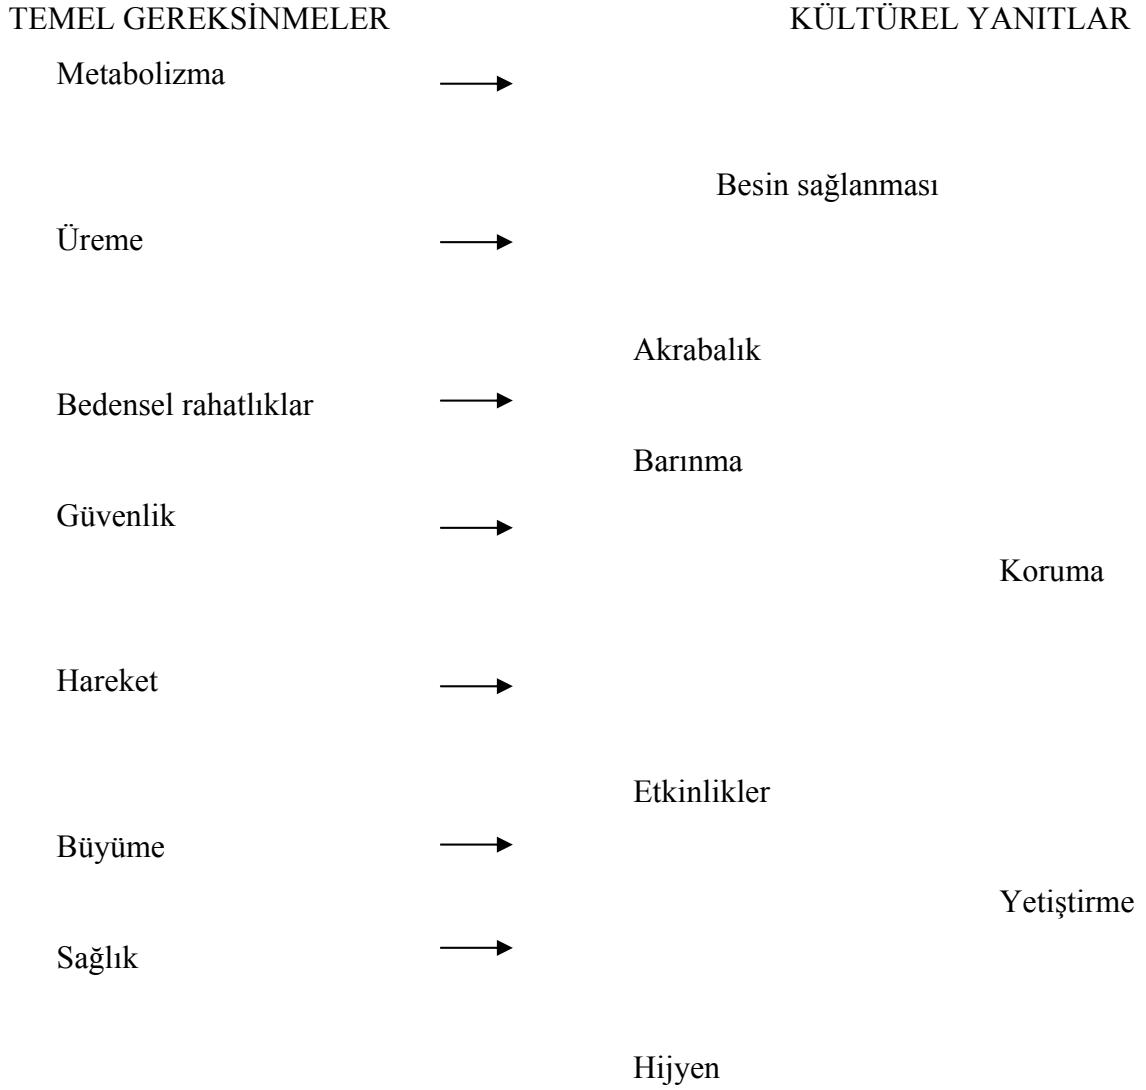 TEMEL GEREKSİNMELER KÜLTÜREL YANITLAR
Metabolizma
Besin sağlanması
Üreme
Akrabalık
Bedensel rahatlıklar
Barınma
Güvenlik
Koruma
Hareket
Etkinlikler
Büyüme
Yetiştirme
Sağlık
Hijyen